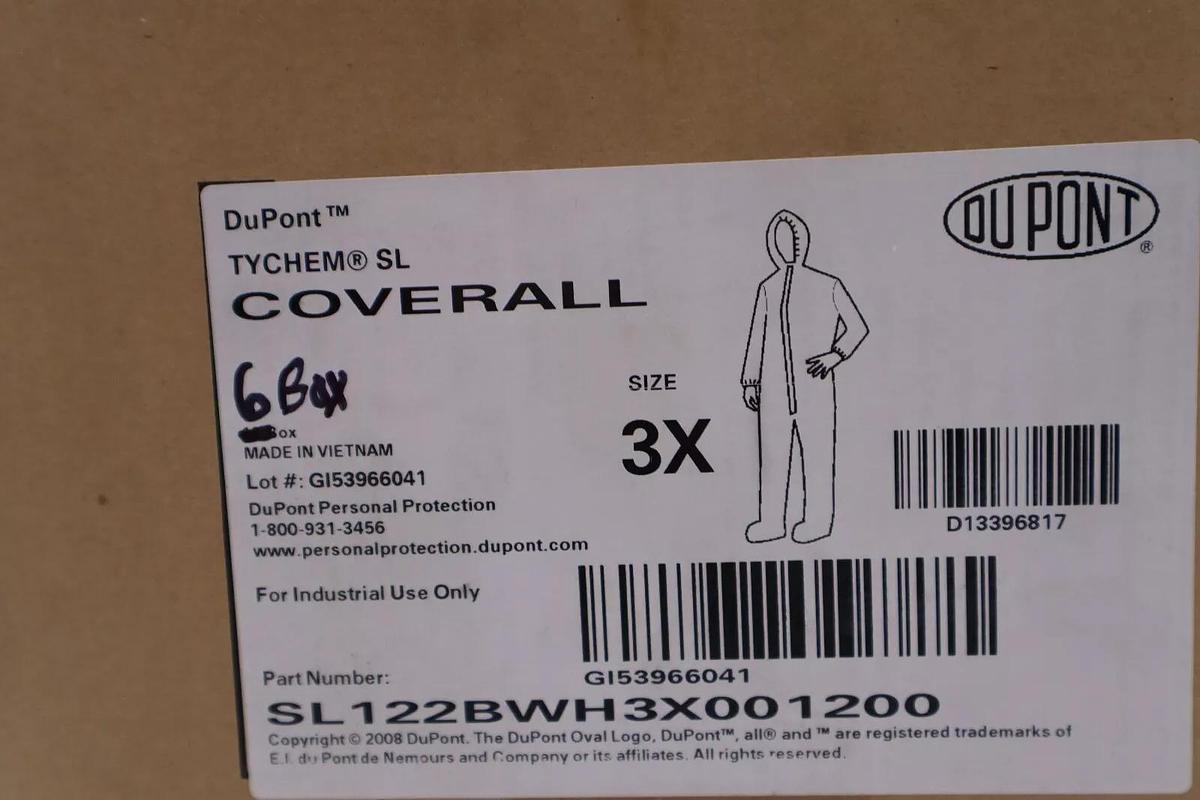 DuPont™
TYCHEM® SL
COVERALL
DU PONT®
6 Box
ox
MADE IN VIETNAM
Lot #: GI53966041
DuPont Personal Protection
1-800-931-3456
www.personalprotection.dupont.com
SIZE
3X
D13396817
For Industrial Use Only
GI53966041
Part Number:
SL122BWH3X001200
Copyright © 2008 DuPont. The DuPont Oval Logo, DuPont™, all® and ™ are registered trademarks of
E.I. du Pont de Nemours and Company or its affiliates. All rights reserved.